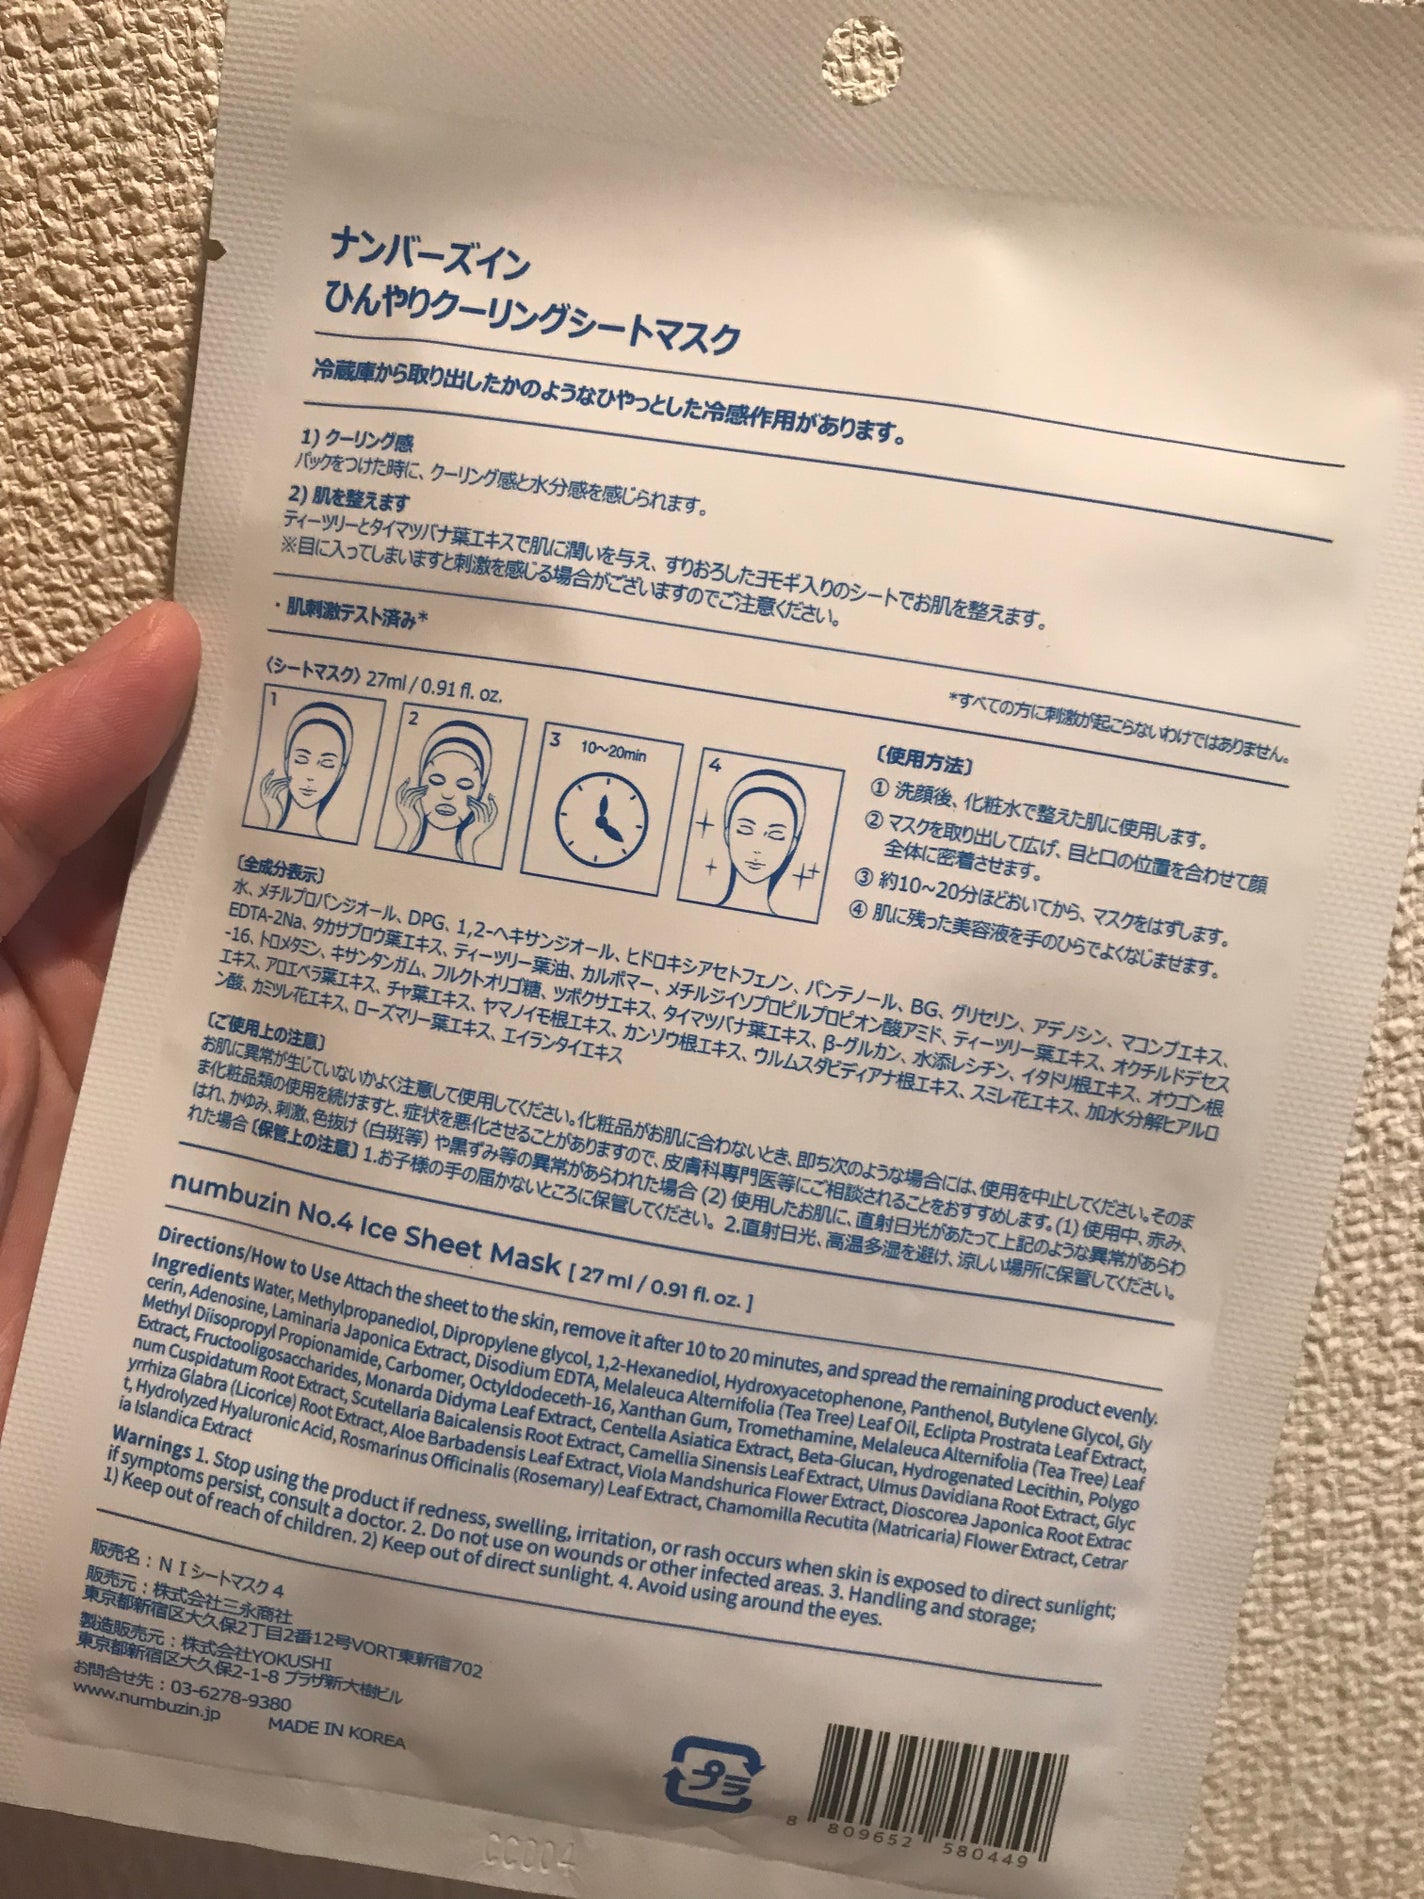 ナンバーズイン
ひんやりクーリングシートマスク
冷蔵庫から取り出したかのようなひやっとした冷感作用があります。
1) クーリング感
パックをつけた時に、クーリング感と水分感を感じられます。
2) 肌を整えます
ティーツリーとタイマツバナ葉エキスで肌に潤いを与え、すりおろしたヨモギ入りのシートでお肌を整えます。
※目に入ってしまいますと刺激を感じる場合がございますのでご注意ください。
・肌刺激テスト済み*
*すべての方に刺激が起こらないわけではありません。
〈シートマスク〉27ml / 0.91 fl. oz.
1
2
3 10～20min
4
〔使用方法〕
① 洗顔後、化粧水で整えた肌に使用します。
② マスクを取り出して広げ、目と口の位置を合わせて顔
全体に密着させます。
③ 約10～20分ほどおいてから、マスクをはずします。
④ 肌に残った美容液を手のひらでよくなじませます。
〔全成分表示〕
水、メチルプロパンジオール、DPG、1,2-ヘキサンジオール、ヒドロキシアセトフェノン、パンテノール、BG、グリセリン、アデノシン、マコンブエキス、
EDTA-2Na、タカサブロウ葉エキス、ティーツリー葉油、カルボマー、メチルジイソプロピルプロピオン酸アミド、ティーツリー葉エキス、オクチルドデセス
-16、トロメタミン、キサンタンガム、フルクトオリゴ糖、ツボクサエキス、タイマツバナ葉エキス、β-グルカン、水添レシチン、イタドリ根エキス、オウゴン根
エキス、アロエベラ葉エキス、チャ葉エキス、ヤマノイモ根エキス、カンゾウ根エキス、ウルムスダビディアナ根エキス、スミレ花エキス、加水分解ヒアルロ
ン酸、カミツレ花エキス、ローズマリー葉エキス、エイランタイエキス
〔ご使用上の注意〕
お肌に異常が生じていないかよく注意して使用してください。化粧品がお肌に合わないとき、即ち次のような場合には、使用を中止してください。そのま
ま化粧品類の使用を続けますと、症状を悪化させることがありますので、皮膚科専門医等にご相談されることをおすすめします。(1) 使用中、赤み、
はれ、かゆみ、刺激、色抜け（白斑等）や黒ずみ等の異常があらわれた場合 (2) 使用したお肌に、直射日光があたって上記のような異常があらわ
れた場合〔保管上の注意〕1.お子様の手の届かないところに保管してください。 2.直射日光、高温多湿を避け、涼しい場所に保管してください。
numbuzin No.4 Ice Sheet Mask [ 27 ml / 0.91 fl. oz. ]
Directions/How to Use Attach the sheet to the skin, remove it after 10 to 20 minutes, and spread the remaining product evenly.
Ingredients Water, Methylpropanediol, Dipropylene glycol, 1,2-Hexanediol, Hydroxyacetophenone, Panthenol, Butylene Glycol, Gly
cerin, Adenosine, Laminaria Japonica Extract, Disodium EDTA, Melaleuca Alternifolia (Tea Tree) Leaf Oil, Eclipta Prostrata Leaf Extract,
Methyl Diisopropyl Propionamide, Carbomer, Octyldodeceth-16, Xanthan Gum, Tromethamine, Melaleuca Alternifolia (Tea Tree) Leaf
Extract, Fructooligosaccharides, Monarda Didyma Leaf Extract, Centella Asiatica Extract, Beta-Glucan, Hydrogenated Lecithin, Polygo
num Cuspidatum Root Extract, Scutellaria Baicalensis Root Extract, Camellia Sinensis Leaf Extract, Ulmus Davidiana Root Extract, Glyc
yrrhiza Glabra (Licorice) Root Extract, Aloe Barbadensis Leaf Extract, Viola Mandshurica Flower Extract, Dioscorea Japonica Root Extrac
t, Hydrolyzed Hyaluronic Acid, Rosmarinus Officinalis (Rosemary) Leaf Extract, Chamomilla Recutita (Matricaria) Flower Extract, Cetrar
ia Islandica Extract
Warnings 1. Stop using the product if redness, swelling, irritation, or rash occurs when skin is exposed to direct sunlight;
if symptoms persist, consult a doctor. 2. Do not use on wounds or other infected areas. 3. Handling and storage;
1) Keep out of reach of children. 2) Keep out of direct sunlight. 4. Avoid using around the eyes.
販売名：ＮＩシートマスク 4
販売元：株式会社三永商社
東京都新宿区大久保2丁目2番12号VORT東新宿702
製造販売元：株式会社YOKUSHI
東京都新宿区大久保2-1-8 プラザ新大樹ビル
お問合せ先：03-6278-9380
www.numbuzin.jp MADE IN KOREA
プラ
8 809652 580449
CC004